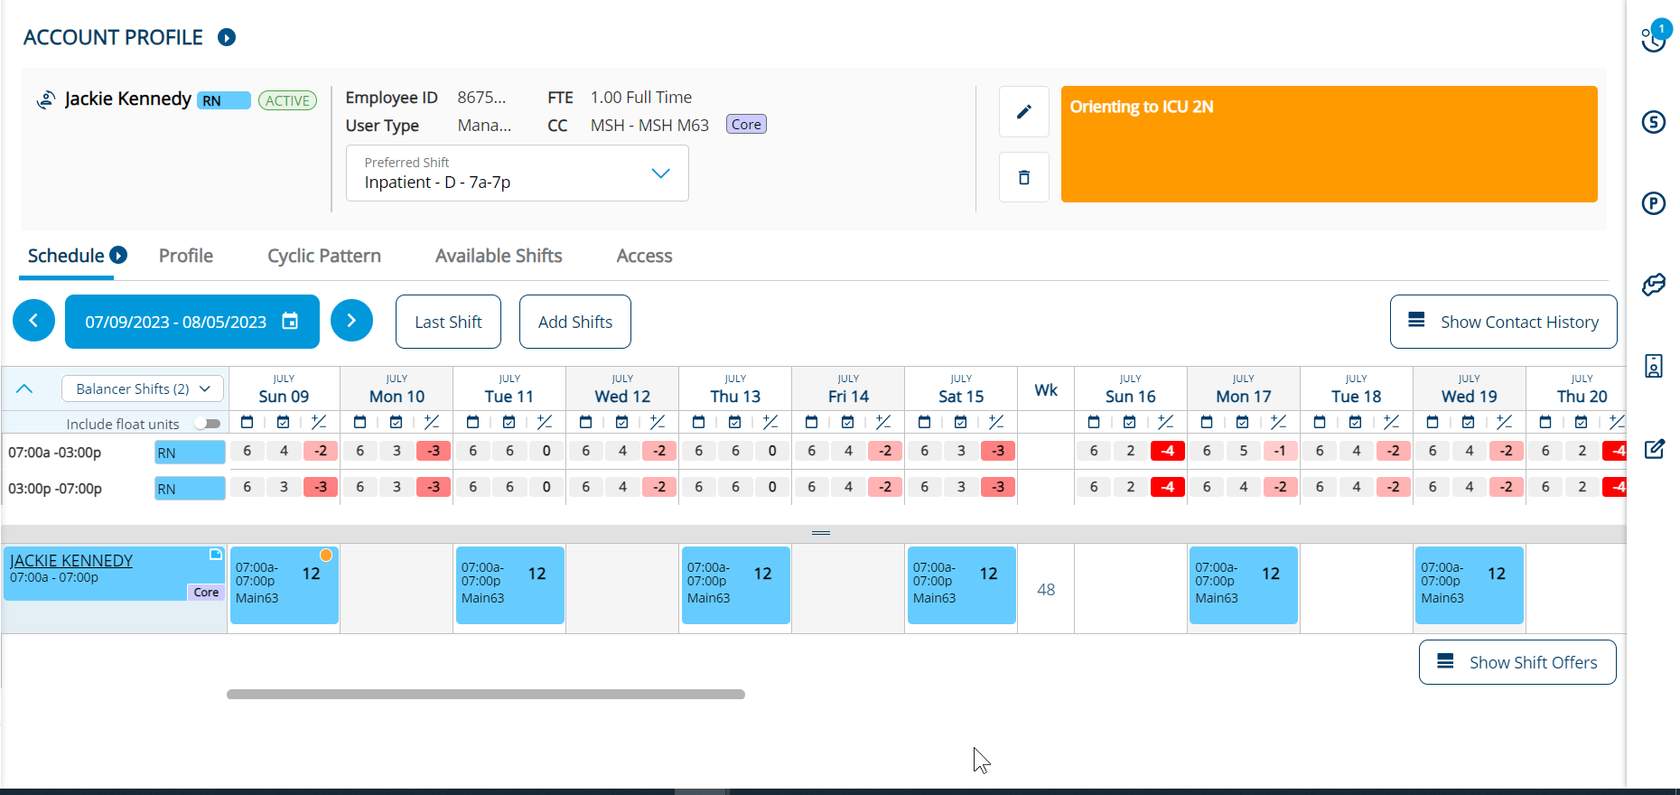 ACCOUNT PROFILE
1
Jackie Kennedy RN ACTIVE
Employee ID 8675... FTE 1.00 Full Time
User Type Mana... CC MSH - MSH M63 Core
Preferred Shift
Inpatient - D - 7a-7p
Orienting to ICU 2N
S
P
Schedule Profile Cyclic Pattern Available Shifts Access
07/09/2023 - 08/05/2023 Last Shift Add Shifts Show Contact History
Balancer Shifts (2)
JULY JULY JULY JULY JULY JULY JULY JULY JULY JULY JULY JULY
Sun 09 Mon 10 Tue 11 Wed 12 Thu 13 Fri 14 Sat 15 Wk Sun 16 Mon 17 Tue 18 Wed 19 Thu 20
Include float units
07:00a -03:00p RN 6 4 -2 6 3 -3 6 6 0 6 4 -2 6 6 0 6 4 -2 6 3 -3 6 2 -4 6 5 -1 6 4 -2 6 4 -2 6 2 -4
03:00p -07:00p RN 6 3 -3 6 3 -3 6 6 0 6 4 -2 6 6 0 6 4 -2 6 3 -3 6 2 -4 6 4 -2 6 4 -2 6 4 -2 6 2 -4
JACKIE KENNEDY
07:00a - 07:00p
Core
07:00a-
07:00p 12
Main63
07:00a-
07:00p 12
Main63
07:00a-
07:00p 12
Main63
07:00a-
07:00p 12
Main63
48
07:00a-
07:00p 12
Main63
07:00a-
07:00p 12
Main63
Show Shift Offers